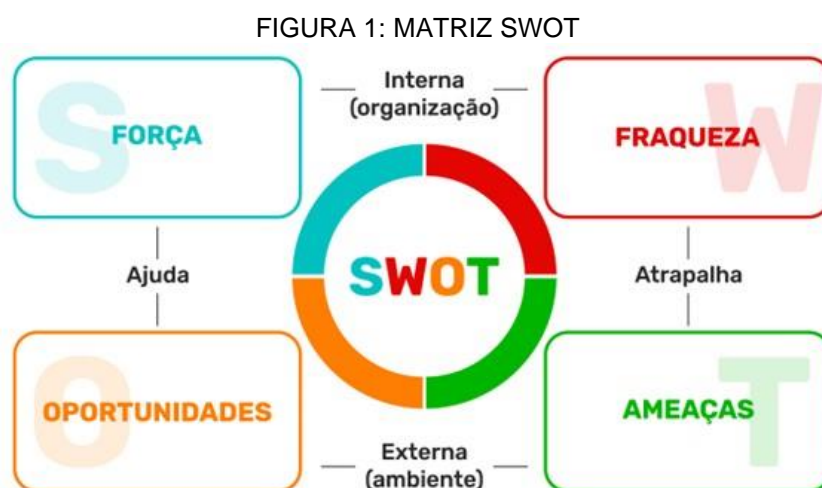 FIGURA 1: MATRIZ SWOT
S
FORÇA
Interna
(organização)
W
FRAQUEZA
Ajuda
SWOT
Atrapalha
O
OPORTUNIDADES
Externa
(ambiente)
T
AMEAÇAS